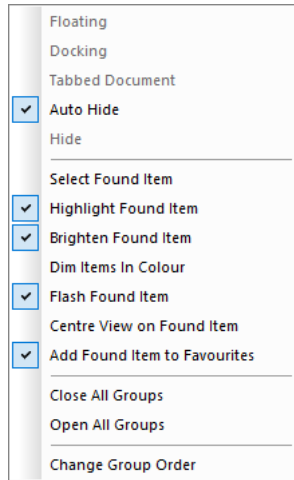 Floating
Docking
Tabbed Document
Auto Hide
Hide
Select Found Item
Highlight Found Item
Brighten Found Item
Dim Items In Colour
Flash Found Item
Centre View on Found Item
Add Found Item to Favourites
Close All Groups
Open All Groups
Change Group Order